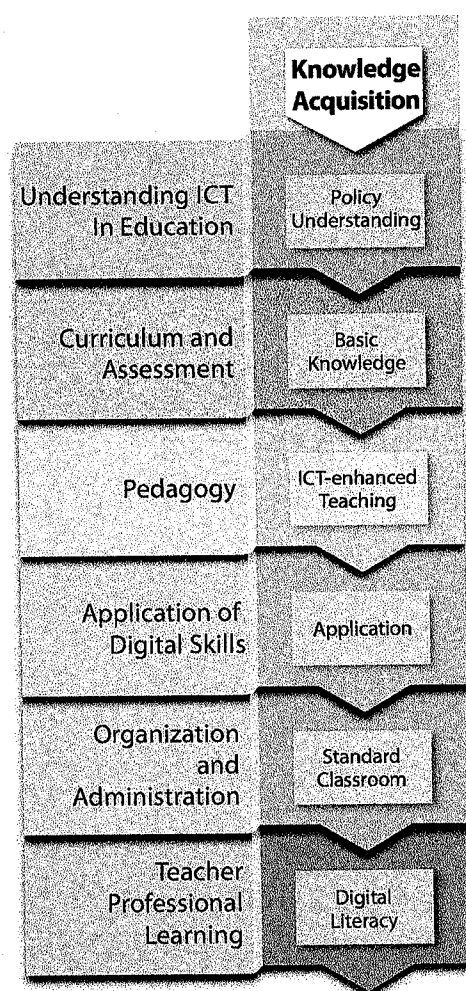 Knowledge
Acquisition
Understanding ICT
In Education
Policy
Understanding
Curriculum and
Assessment
Basic
Knowledge
Pedagogy
ICT-enhanced
Teaching
Application of
Digital Skills
Application
Organization
and
Administration
Standard
Classroom
Teacher
Professional
Learning
Digital
Literacy